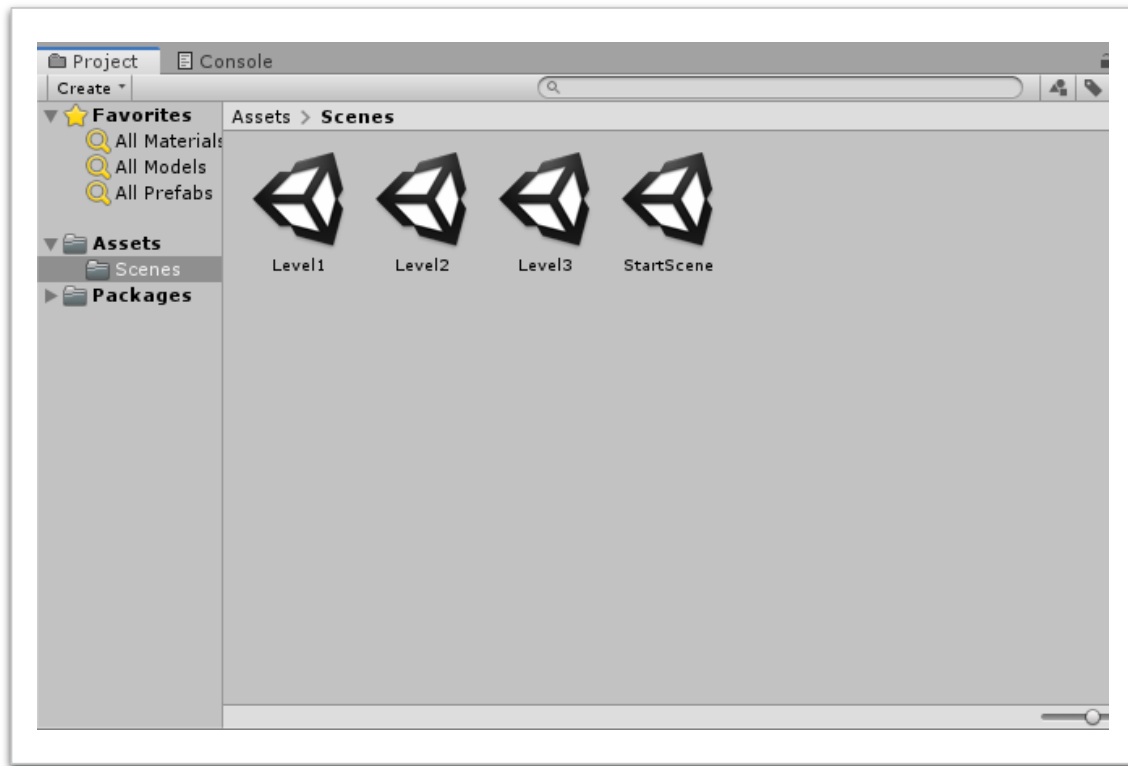 Project
Console
Create
Favorites
All Materials
All Models
All Prefabs
Assets
Scenes
Packages
Assets > Scenes
Level1
Level2
Level3
StartScene